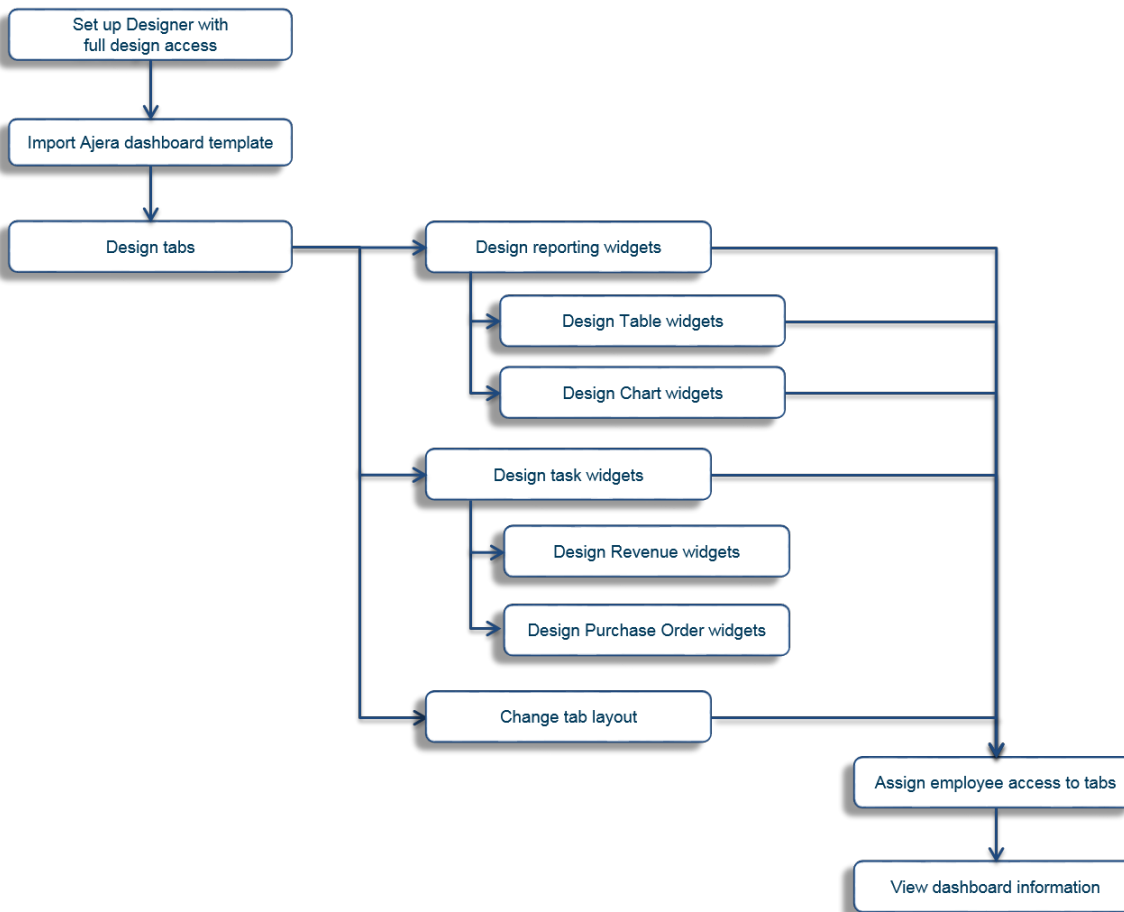 Set up Designer with
full design access
Import Ajera dashboard template
Design tabs
Design reporting widgets
Design Table widgets
Design Chart widgets
Design task widgets
Design Revenue widgets
Design Purchase Order widgets
Change tab layout
Assign employee access to tabs
View dashboard information